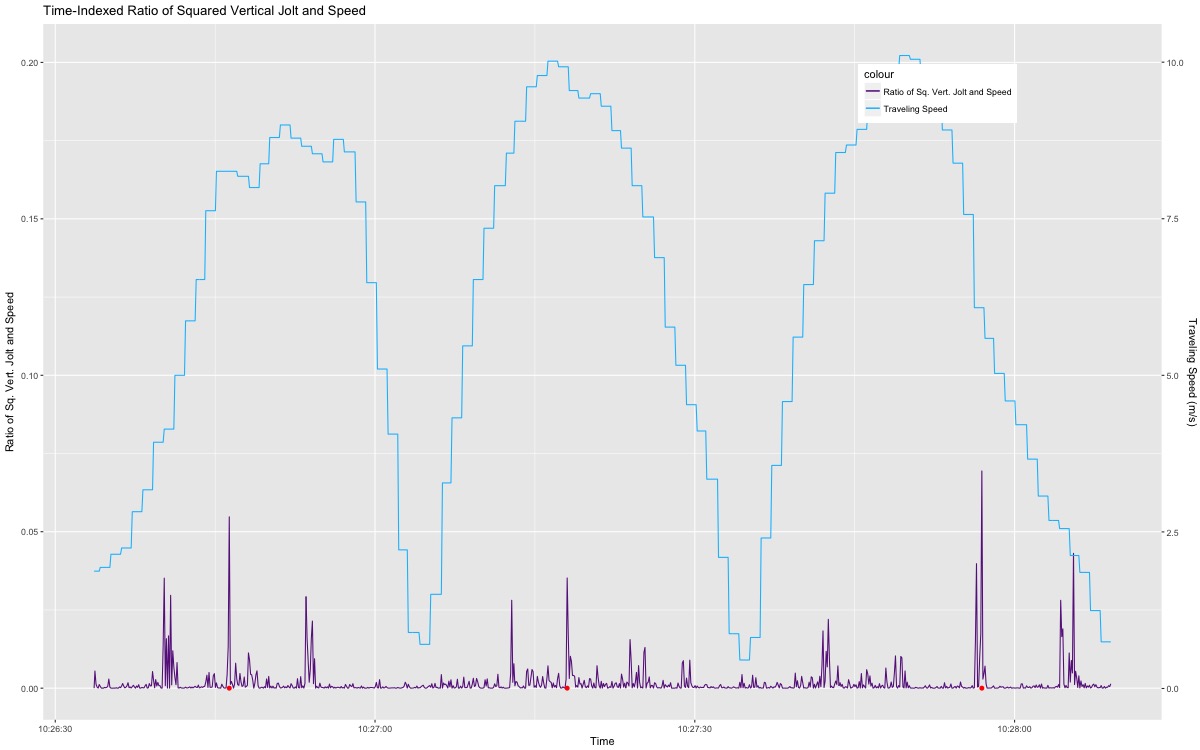 Time-Indexed Ratio of Squared Vertical Jolt and Speed
0.20
0.15
0.10
0.05
0.00
Ratio of Sq. Vert. Jolt and Speed
colour
Ratio of Sq. Vert. Jolt and Speed
Traveling Speed
10.0
7.5
5.0
2.5
0.0
Traveling Speed (m/s)
10:26:30
10:27:00
10:27:30
10:28:00
Time